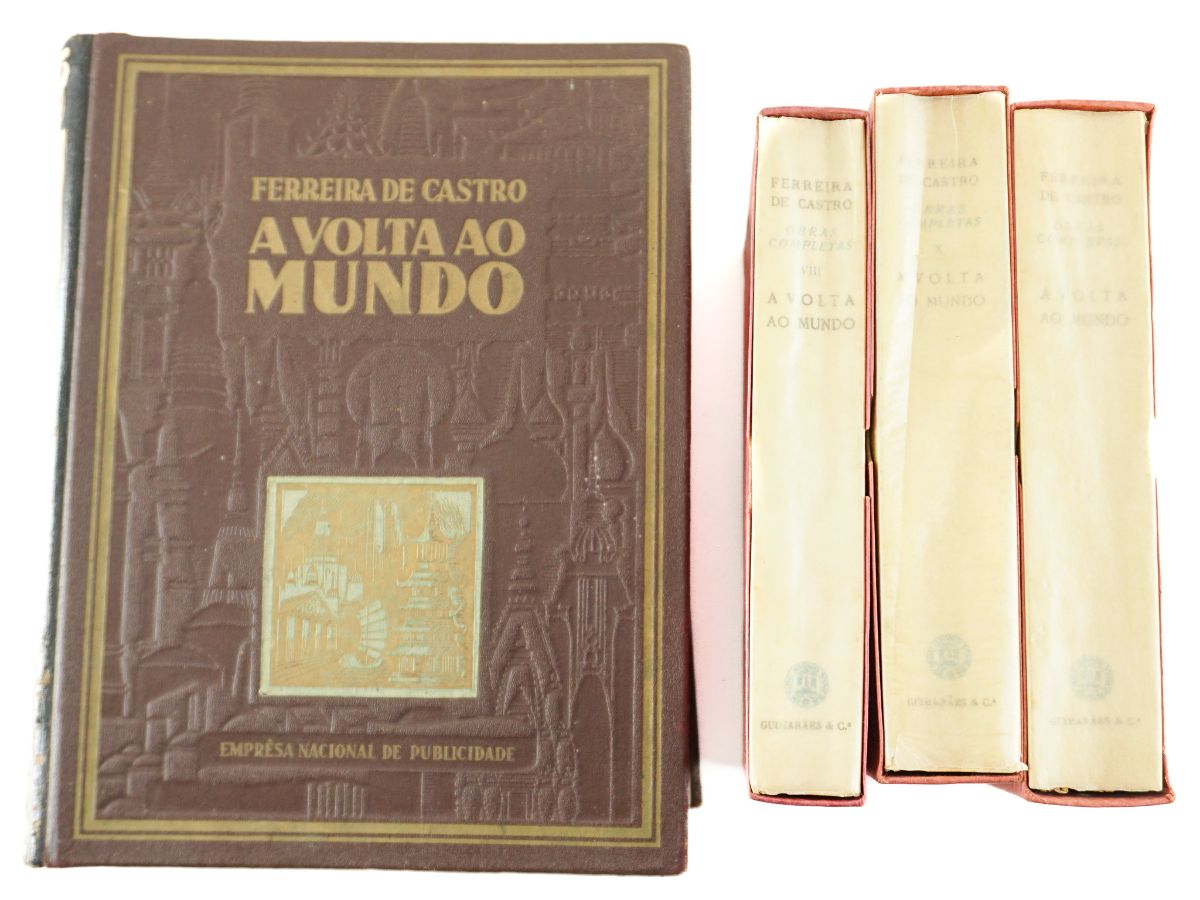 FERREIRA DE CASTRO
A VOLTA AO
MUNDO
EMPRÊSA NACIONAL DE PUBLICIDADE
FERREIRA
DE CASTRO
OBRAS
COMPLETAS
VIII
A VOLTA
AO MUNDO
GUIMARÃES & C.ª
FERREIRA
DE CASTRO
OBRAS
COMPLETAS
X
A VOLTA
AO MUNDO
GUIMARÃES & C.ª
FERREIRA
DE CASTRO
OBRAS
COMPLETAS
A VOLTA
AO MUNDO
GUIMARÃES & C.ª